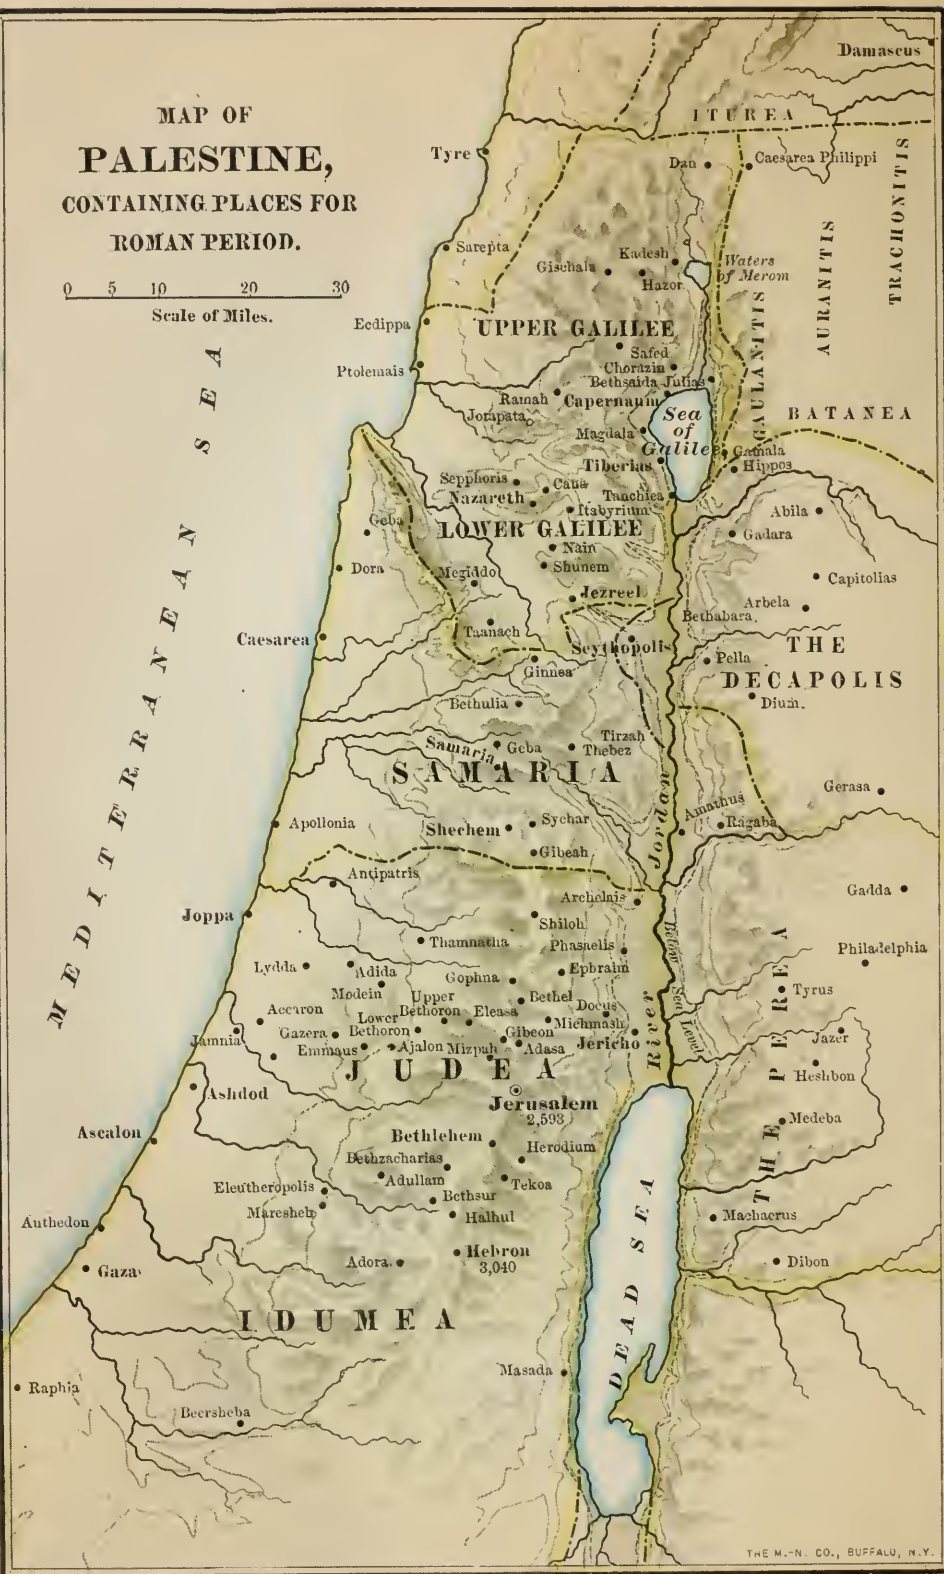 MAP OF
PALESTINE,
CONTAINING PLACES FOR
ROMAN PERIOD.
0 5 10 20 30
Scale of Miles.
Damascus
ITUREA
Tyre
Dan
Caesarea Philippi
TRACHONITIS
AURANITIS
Sarepta
Kadesh
Gischala
Hazor
Waters
of Merom
GAULANITIS
Ecdippa
UPPER GALILEE
Safed
Ptolemais
Chorazin
Bethsaida Julias
Ramah
Capernaum
Jotapata
Sea
of
Galilee
BATANEA
Magdala
Gamala
Hippos
Tiberias
Sepphoris
Cana
Nazareth
Tarichiea
Itabyrium
Abila
Geba
LOWER GALILEE
Gadara
Nain
Shunem
Dora
Megiddo
Capitolias
Jezreel
Arbela
Bethabara.
Taanach
Caesarea
Scythopolis
THE
DECAPOLIS
Pella
Ginnea
Dium.
Bethulia
MEDITERRANEAN SEA
Tirzah
Thebez
Samaria
Geba
SAMARIA
Gerasa
Amathus
Ragaba
Apollonia
Sychar
Shechem
Gibeah
River Jordan
Antipatris
Archelais
Gadda
Joppa
Shiloh
Thamnatha
Phasaelis
Below Sea Level
Philadelphia
Lydda
Adida
Gophna
Ephraim
Modein
Upper
Bethoron
Bethel
Docus
Tyrus
Accaron
Lower
Bethoron
Eleasa
Michmash
Gazera
Gibeon
Jamnia
Emmaus
Ajalon
Mizpah
Adasa
Jericho
Jazer
JUDEA
Heshbon
THE PEREA
Ashdod
Jerusalem
2,593
Medeba
Ascalon
Bethlehem
Herodium
Bethzacharias
Adullam
Tekoa
Eleutheropolis
Bethsur
Maresheh
Halhul
Machaerus
Authedon
Hebron
3,040
Adora.
Dibon
Gaza
IDUMEA
DEAD SEA
Masada
Raphia
Beersheba
THE M.-N. CO., BUFFALO, N.Y.